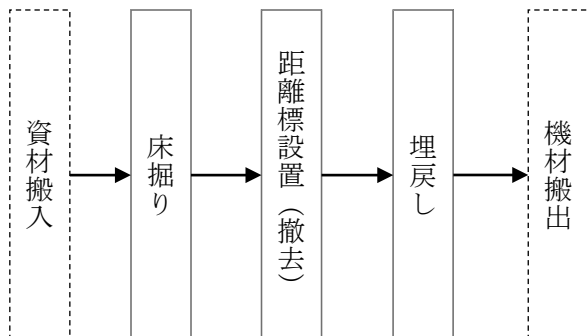 資材搬入
床掘り
距離標設置（撤去）
埋戻し
機材搬出